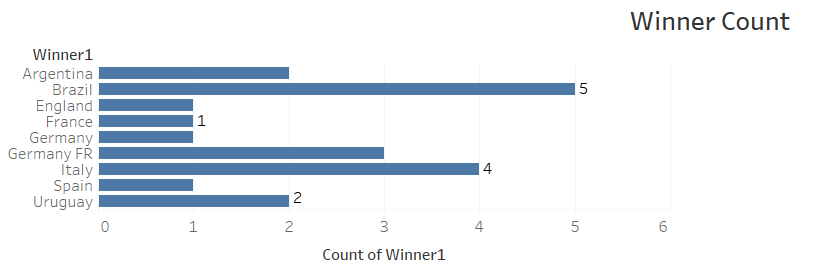 Winner Count
Winner1
Argentina
Brazil 5
England
France 1
Germany
Germany FR
Italy 4
Spain
Uruguay 2
0 1 2 3 4 5 6
Count of Winner1